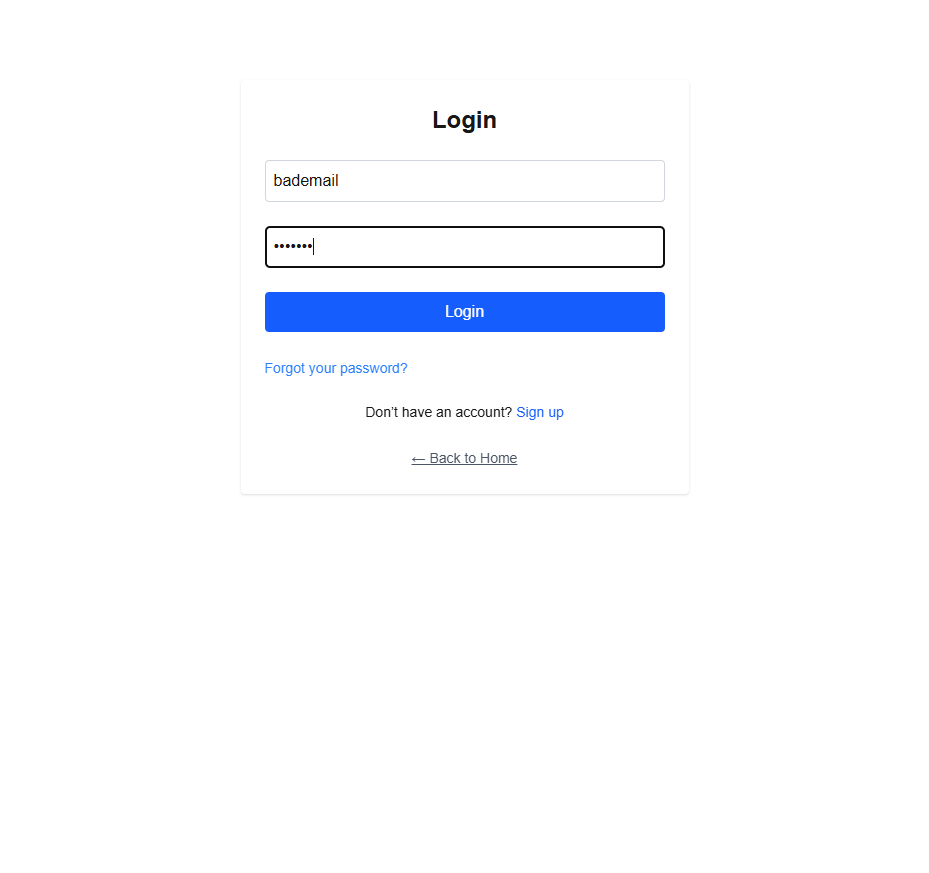 Login
bademail
•••••••
Login
Forgot your password?
Don’t have an account? Sign up
← Back to Home